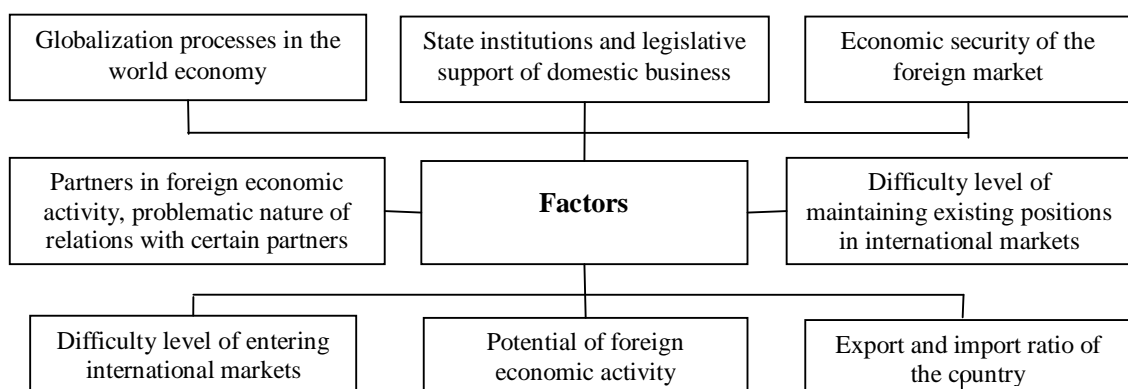 Globalization processes in the
world economy
State institutions and legislative
support of domestic business
Economic security of the
foreign market
Partners in foreign economic
activity, problematic nature of
relations with certain partners
Factors
Difficulty level of
maintaining existing positions
in international markets
Difficulty level of entering
international markets
Potential of foreign
economic activity
Export and import ratio of
the country